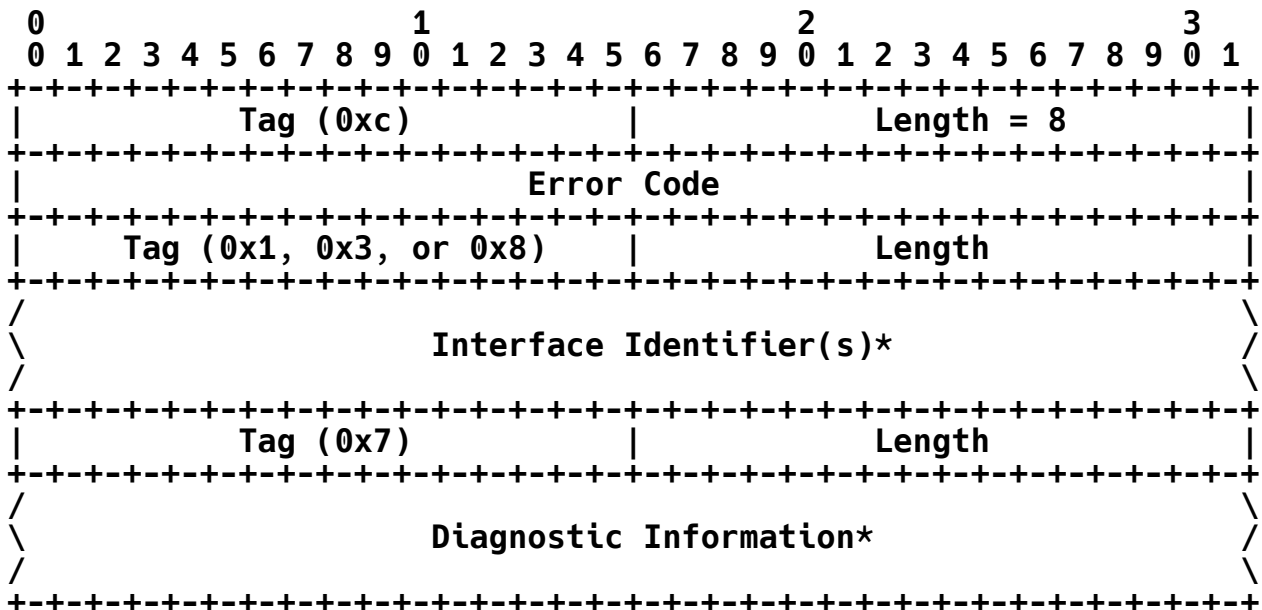 0                   1                   2                   3
 0 1 2 3 4 5 6 7 8 9 0 1 2 3 4 5 6 7 8 9 0 1 2 3 4 5 6 7 8 9 0 1
+-+-+-+-+-+-+-+-+-+-+-+-+-+-+-+-+-+-+-+-+-+-+-+-+-+-+-+-+-+-+-+-+
|           Tag (0xc)           |            Length = 8         |
+-+-+-+-+-+-+-+-+-+-+-+-+-+-+-+-+-+-+-+-+-+-+-+-+-+-+-+-+-+-+-+-+
|                          Error Code                           |
+-+-+-+-+-+-+-+-+-+-+-+-+-+-+-+-+-+-+-+-+-+-+-+-+-+-+-+-+-+-+-+-+
|     Tag (0x1, 0x3, or 0x8)    |            Length             |
+-+-+-+-+-+-+-+-+-+-+-+-+-+-+-+-+-+-+-+-+-+-+-+-+-+-+-+-+-+-+-+-+
/                                                               \
\                     Interface Identifier(s)*                  /
/                                                               \
+-+-+-+-+-+-+-+-+-+-+-+-+-+-+-+-+-+-+-+-+-+-+-+-+-+-+-+-+-+-+-+-+
|           Tag (0x7)           |            Length             |
+-+-+-+-+-+-+-+-+-+-+-+-+-+-+-+-+-+-+-+-+-+-+-+-+-+-+-+-+-+-+-+-+
/                                                               \
\                     Diagnostic Information*                   /
/                                                               \
+-+-+-+-+-+-+-+-+-+-+-+-+-+-+-+-+-+-+-+-+-+-+-+-+-+-+-+-+-+-+-+-+